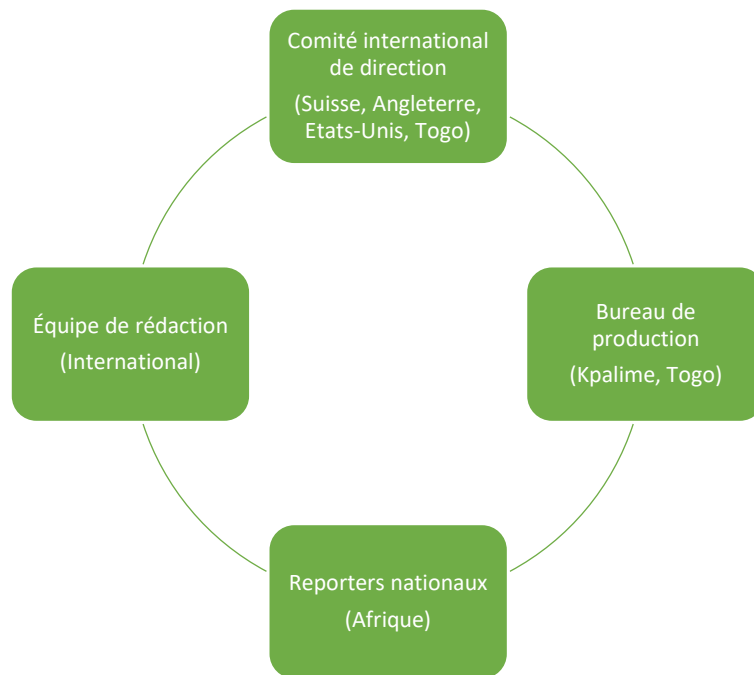 Comité international
de direction
(Suisse, Angleterre,
Etats-Unis, Togo)
Équipe de rédaction
(International)
Bureau de
production
(Kpalime, Togo)
Reporters nationaux
(Afrique)